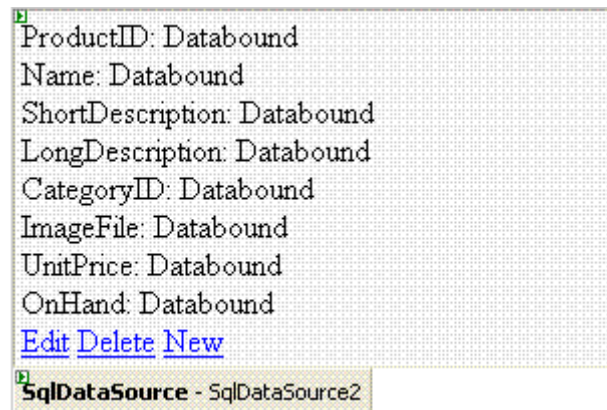 ProductID: Databound
Name: Databound
ShortDescription: Databound
LongDescription: Databound
CategoryID: Databound
ImageFile: Databound
UnitPrice: Databound
OnHand: Databound
Edit Delete New
SqlDataSource - SqlDataSource2